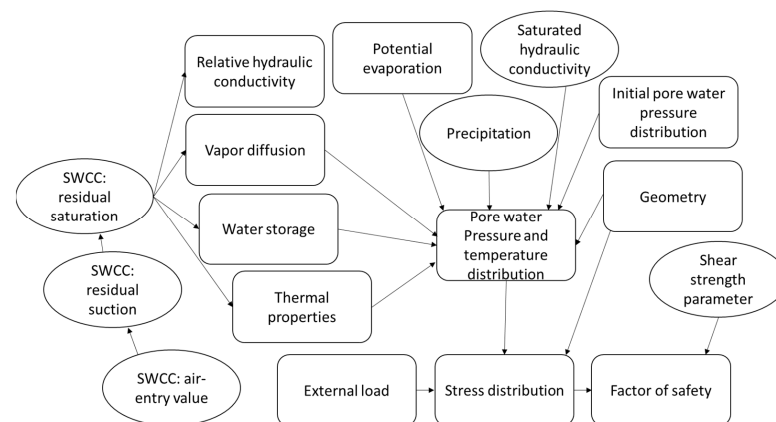 Relative hydraulic
conductivity
Potential
evaporation
Saturated
hydraulic
conductivity
Initial pore water
pressure
distribution
Precipitation
Vapor diffusion
SWCC:
residual
saturation
Geometry
Water storage
Pore water
Pressure and
temperature
distribution
SWCC:
residual
suction
Thermal
properties
Shear
strength
parameter
SWCC: air-
entry value
External load
Stress distribution
Factor of safety